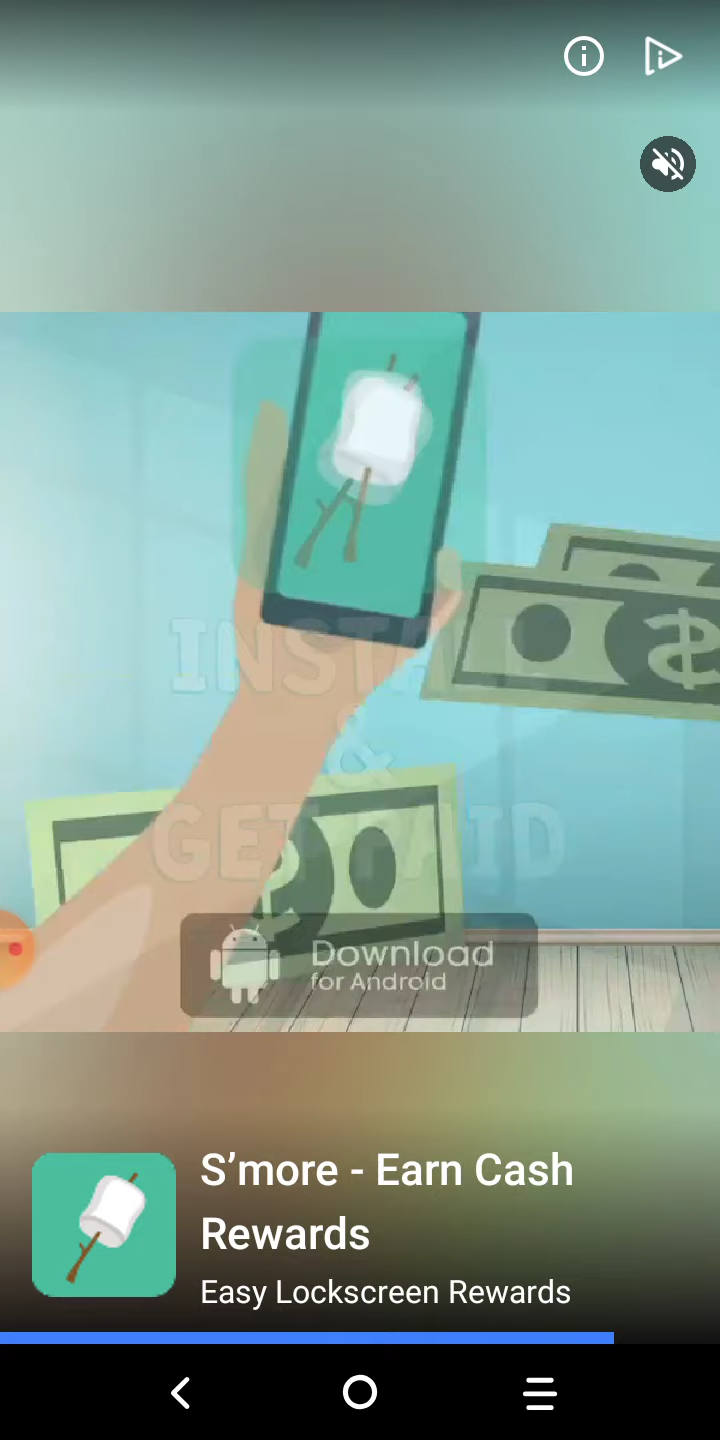 INSTALL
&
GET PAID
Download
for Android
S’more - Earn Cash
Rewards
Easy Lockscreen Rewards